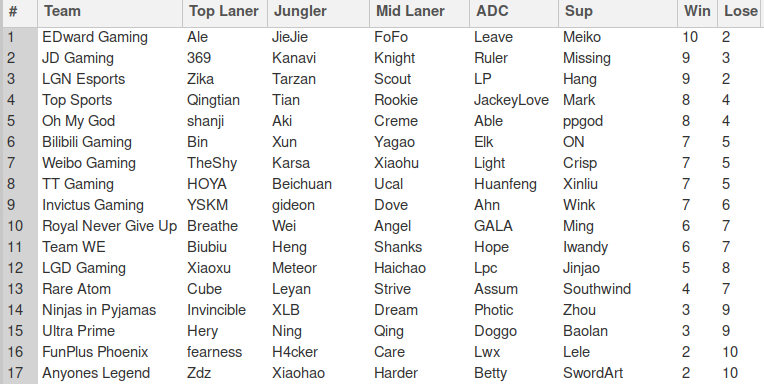 # Team Top Laner Jungler Mid Laner ADC Sup Win Lose
1 EDward Gaming Ale JieJie FoFo Leave Meiko 10 2
2 JD Gaming 369 Kanavi Knight Ruler Missing 9 3
3 LGN Esports Zika Tarzan Scout LP Hang 9 2
4 Top Sports Qingtian Tian Rookie JackeyLove Mark 8 4
5 Oh My God shanji Aki Creme Able ppgod 8 4
6 Bilibili Gaming Bin Xun Yagao Elk ON 7 5
7 Weibo Gaming TheShy Karsa Xiaohu Light Crisp 7 5
8 TT Gaming HOYA Beichuan Ucal Huanfeng Xinliu 7 5
9 Invictus Gaming YSKM gideon Dove Ahn Wink 7 6
10 Royal Never Give Up Breathe Wei Angel GALA Ming 6 7
11 Team WE Biubiu Heng Shanks Hope Iwandy 6 7
12 LGD Gaming Xiaoxu Meteor Haichao Lpc Jinjao 5 8
13 Rare Atom Cube Leyan Strive Assum Southwind 4 7
14 Ninjas in Pyjamas Invincible XLB Dream Photic Zhou 3 9
15 Ultra Prime Hery Ning Qing Doggo Baolan 3 9
16 FunPlus Phoenix fearness H4cker Care Lwx Lele 2 10
17 Anyones Legend Zdz Xiaohao Harder Betty SwordArt 2 10